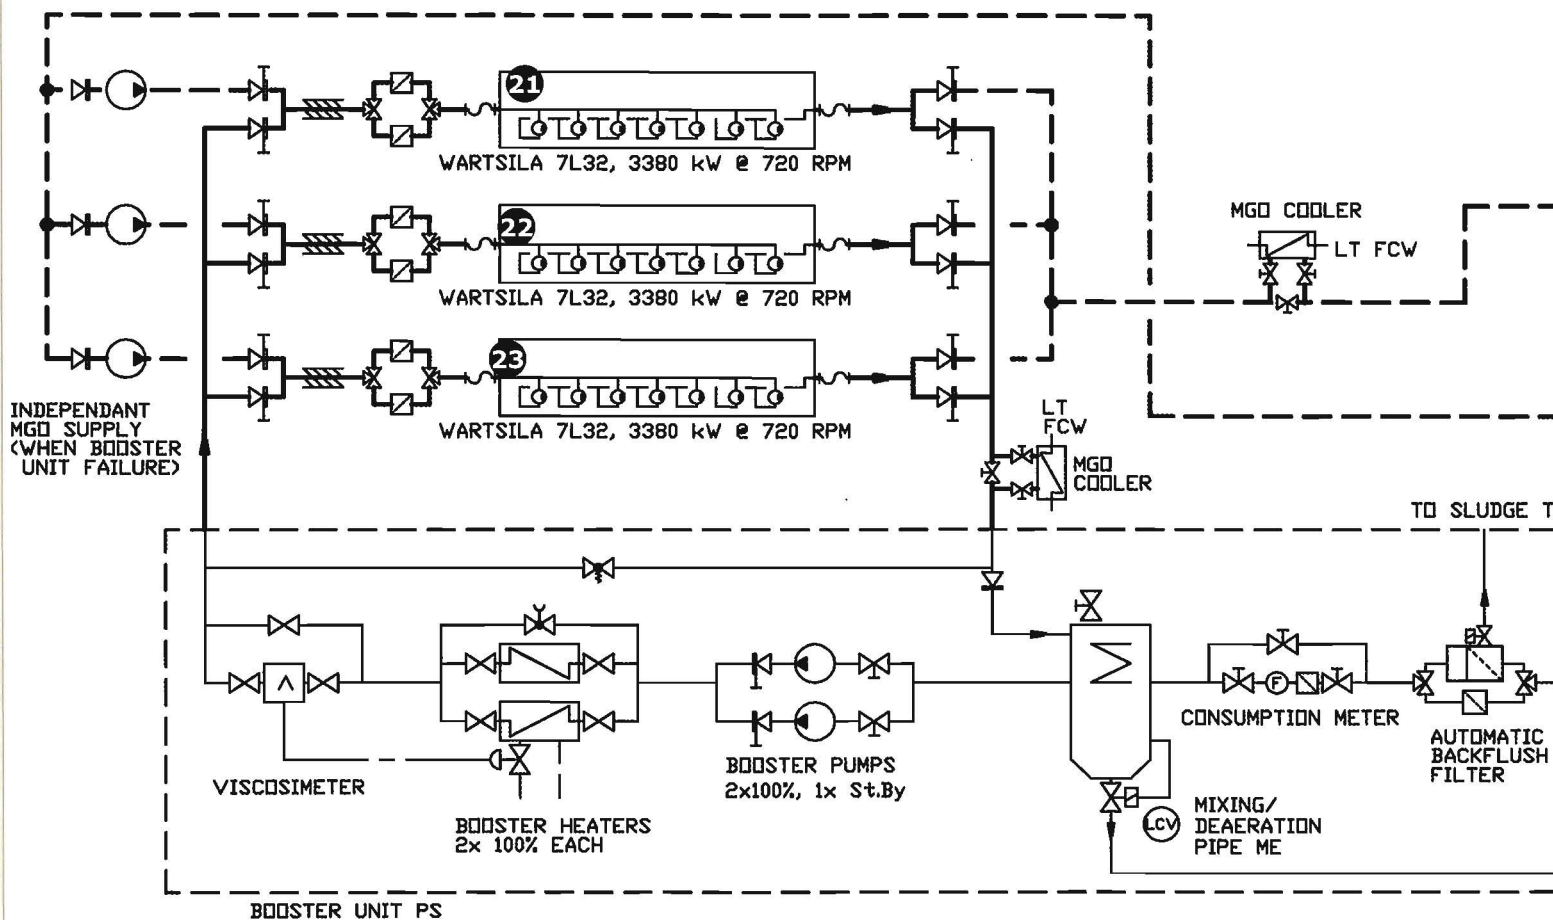 21
WARTSILA 7L32, 3380 kW @ 720 RPM
22
WARTSILA 7L32, 3380 kW @ 720 RPM
MGO COOLER
LT FCW
23
WARTSILA 7L32, 3380 kW @ 720 RPM
INDEPENDANT
MGO SUPPLY
(WHEN BOOSTER
UNIT FAILURE)
LT
FCW
MGO
COOLER
TO SLUDGE T
F
CONSUMPTION METER
AUTOMATIC
BACKFLUSH
FILTER
VISCOSIMETER
BOOSTER PUMPS
2x100%, 1x St.By
BOOSTER HEATERS
2x 100% EACH
LCV
MIXING/
DEAERATION
PIPE ME
BOOSTER UNIT PS